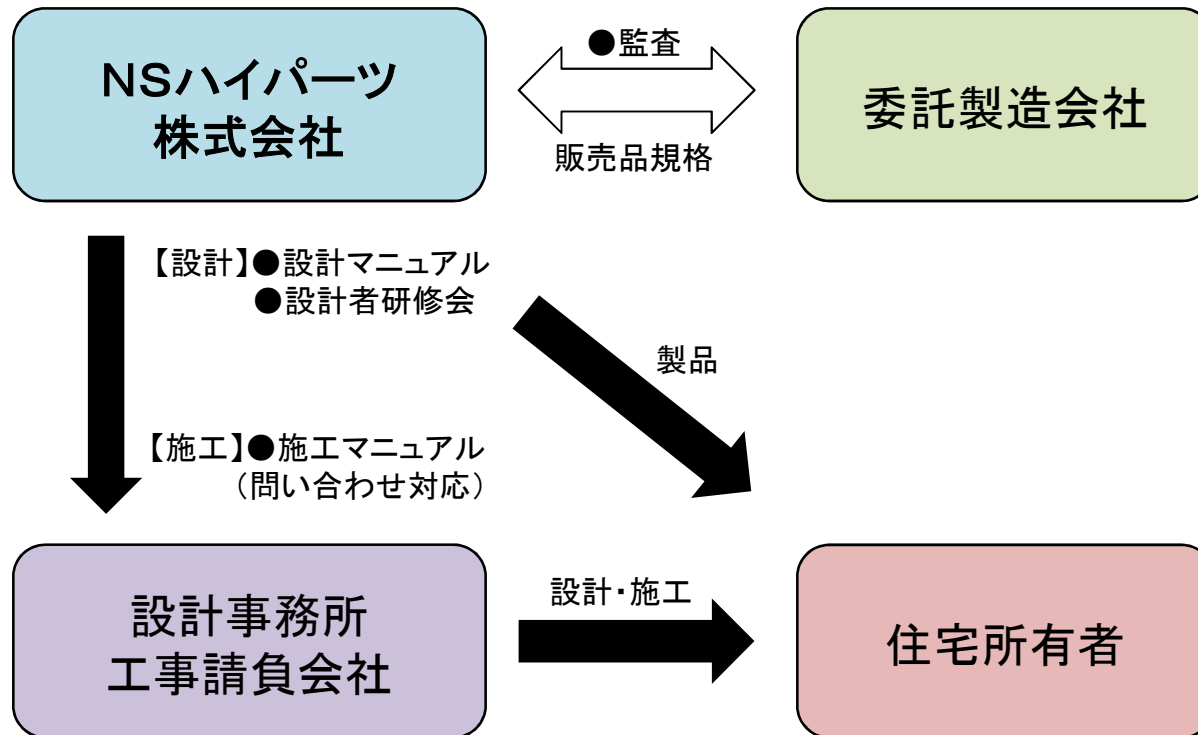 NSハイパーツ
株式会社
●監査
販売品規格
委託製造会社
【設計】●設計マニュアル
●設計者研修会
製品
【施工】●施工マニュアル
（問い合わせ対応）
設計事務所
工事請負会社
設計・施工
住宅所有者